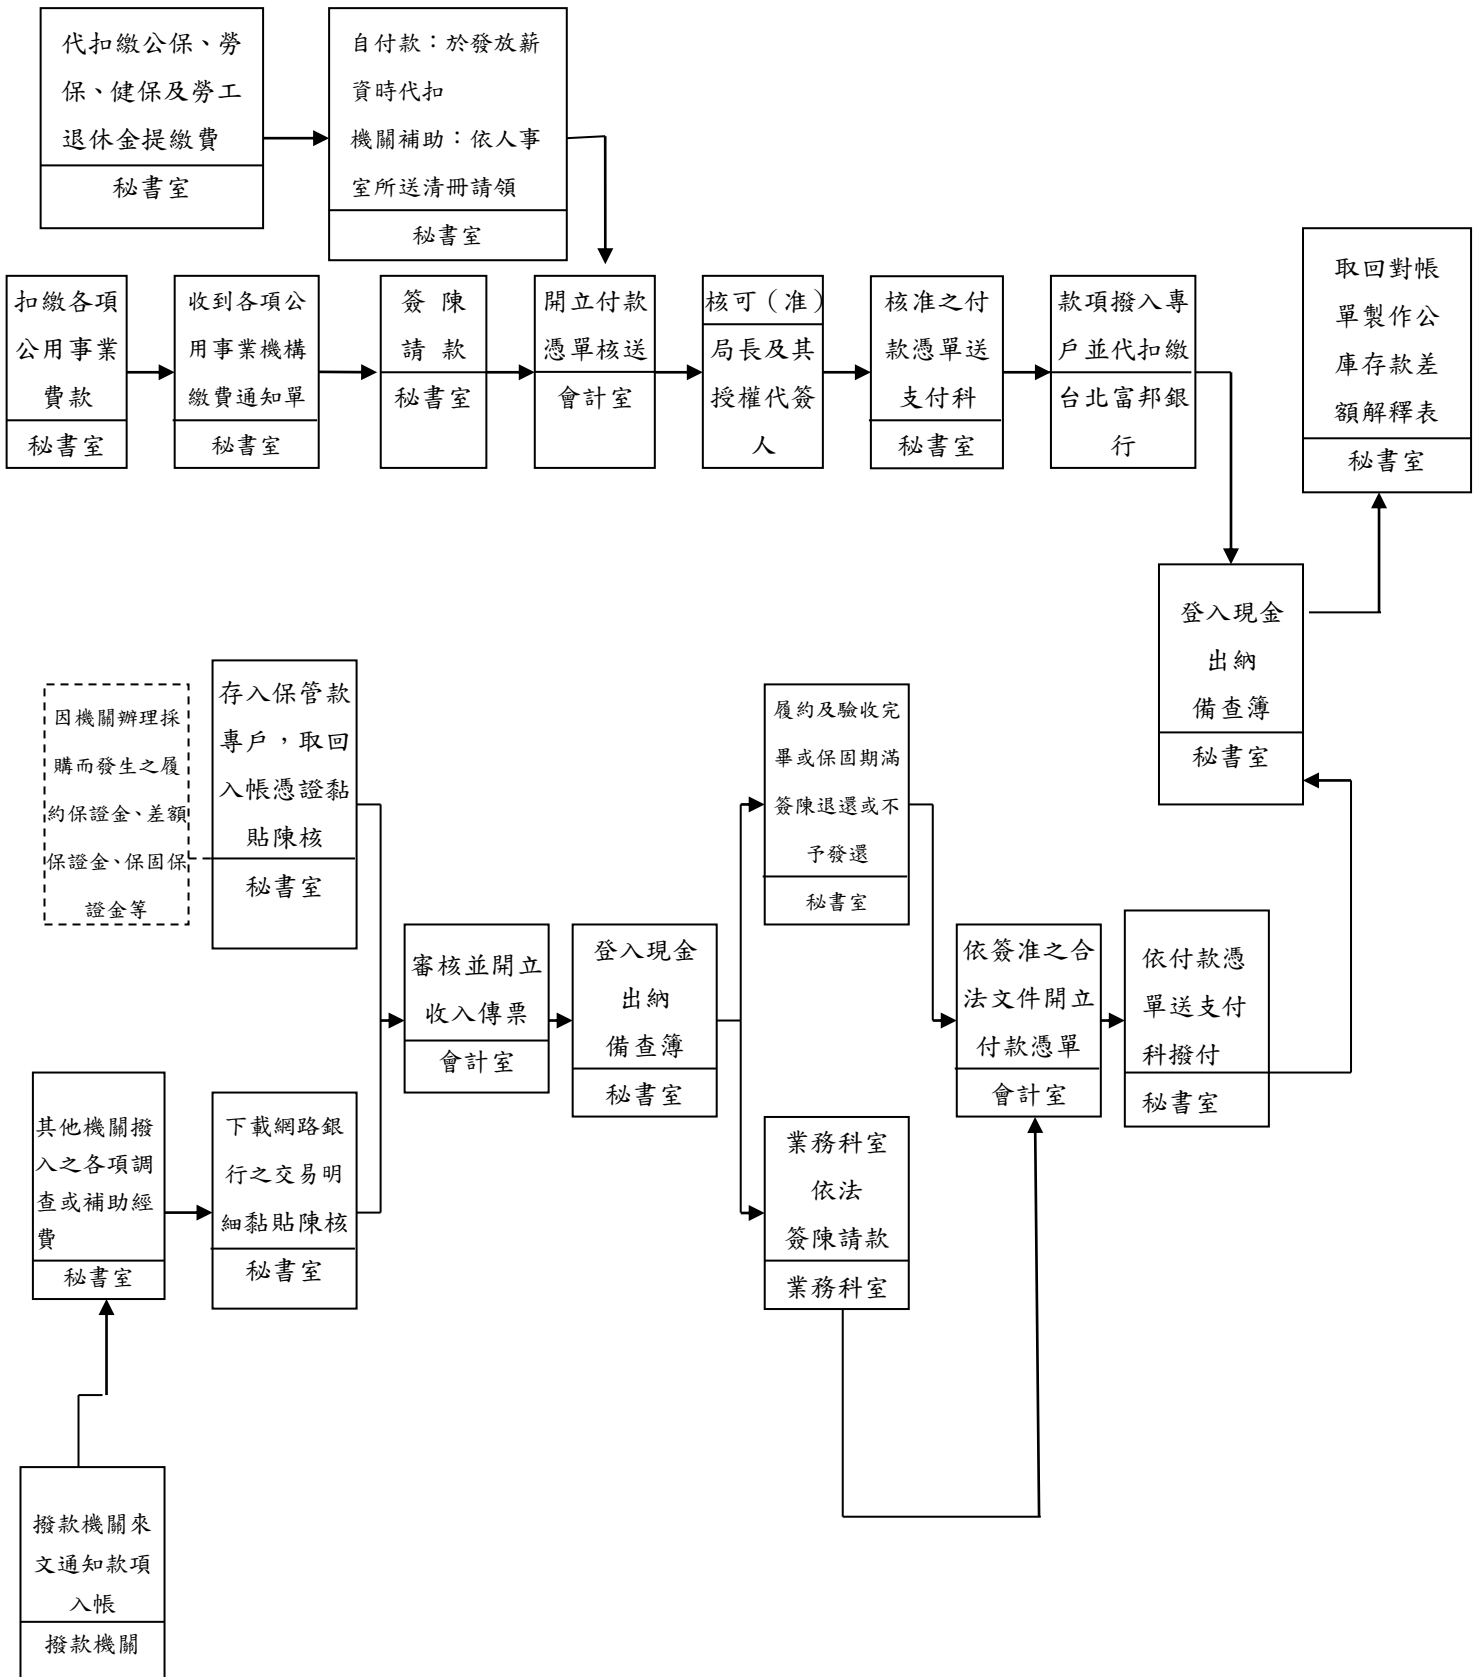 代扣繳公保、勞
保、健保及勞工
退休金提繳費
秘書室
自付款：於發放薪
資時代扣
機關補助：依人事
室所送清冊請領
秘書室
扣繳各項
公用事業
費款
秘書室
收到各項公
用事業機構
繳費通知單
秘書室
簽 陳
請 款
秘書室
開立付款
憑單核送
會計室
核可（准）
局長及其
授權代簽
人
核准之付
款憑單送
支付科
秘書室
款項撥入專
戶並代扣繳
台北富邦銀
行
取回對帳
單製作公
庫存款差
額解釋表
秘書室
登入現金
出納
備查簿
秘書室
因機關辦理採
購而發生之履
約保證金、差額
保證金、保固保
證金等
存入保管款
專戶，取回
入帳憑證黏
貼陳核
秘書室
履約及驗收完
畢或保固期滿
簽陳退還或不
予發還
秘書室
審核並開立
收入傳票
會計室
登入現金
出納
備查簿
秘書室
依簽准之合
法文件開立
付款憑單
會計室
依付款憑
單送支付
科撥付
秘書室
其他機關撥
入之各項調
查或補助經
費
秘書室
下載網路銀
行之交易明
細黏貼陳核
秘書室
業務科室
依法
簽陳請款
業務科室
撥款機關來
文通知款項
入帳
撥款機關